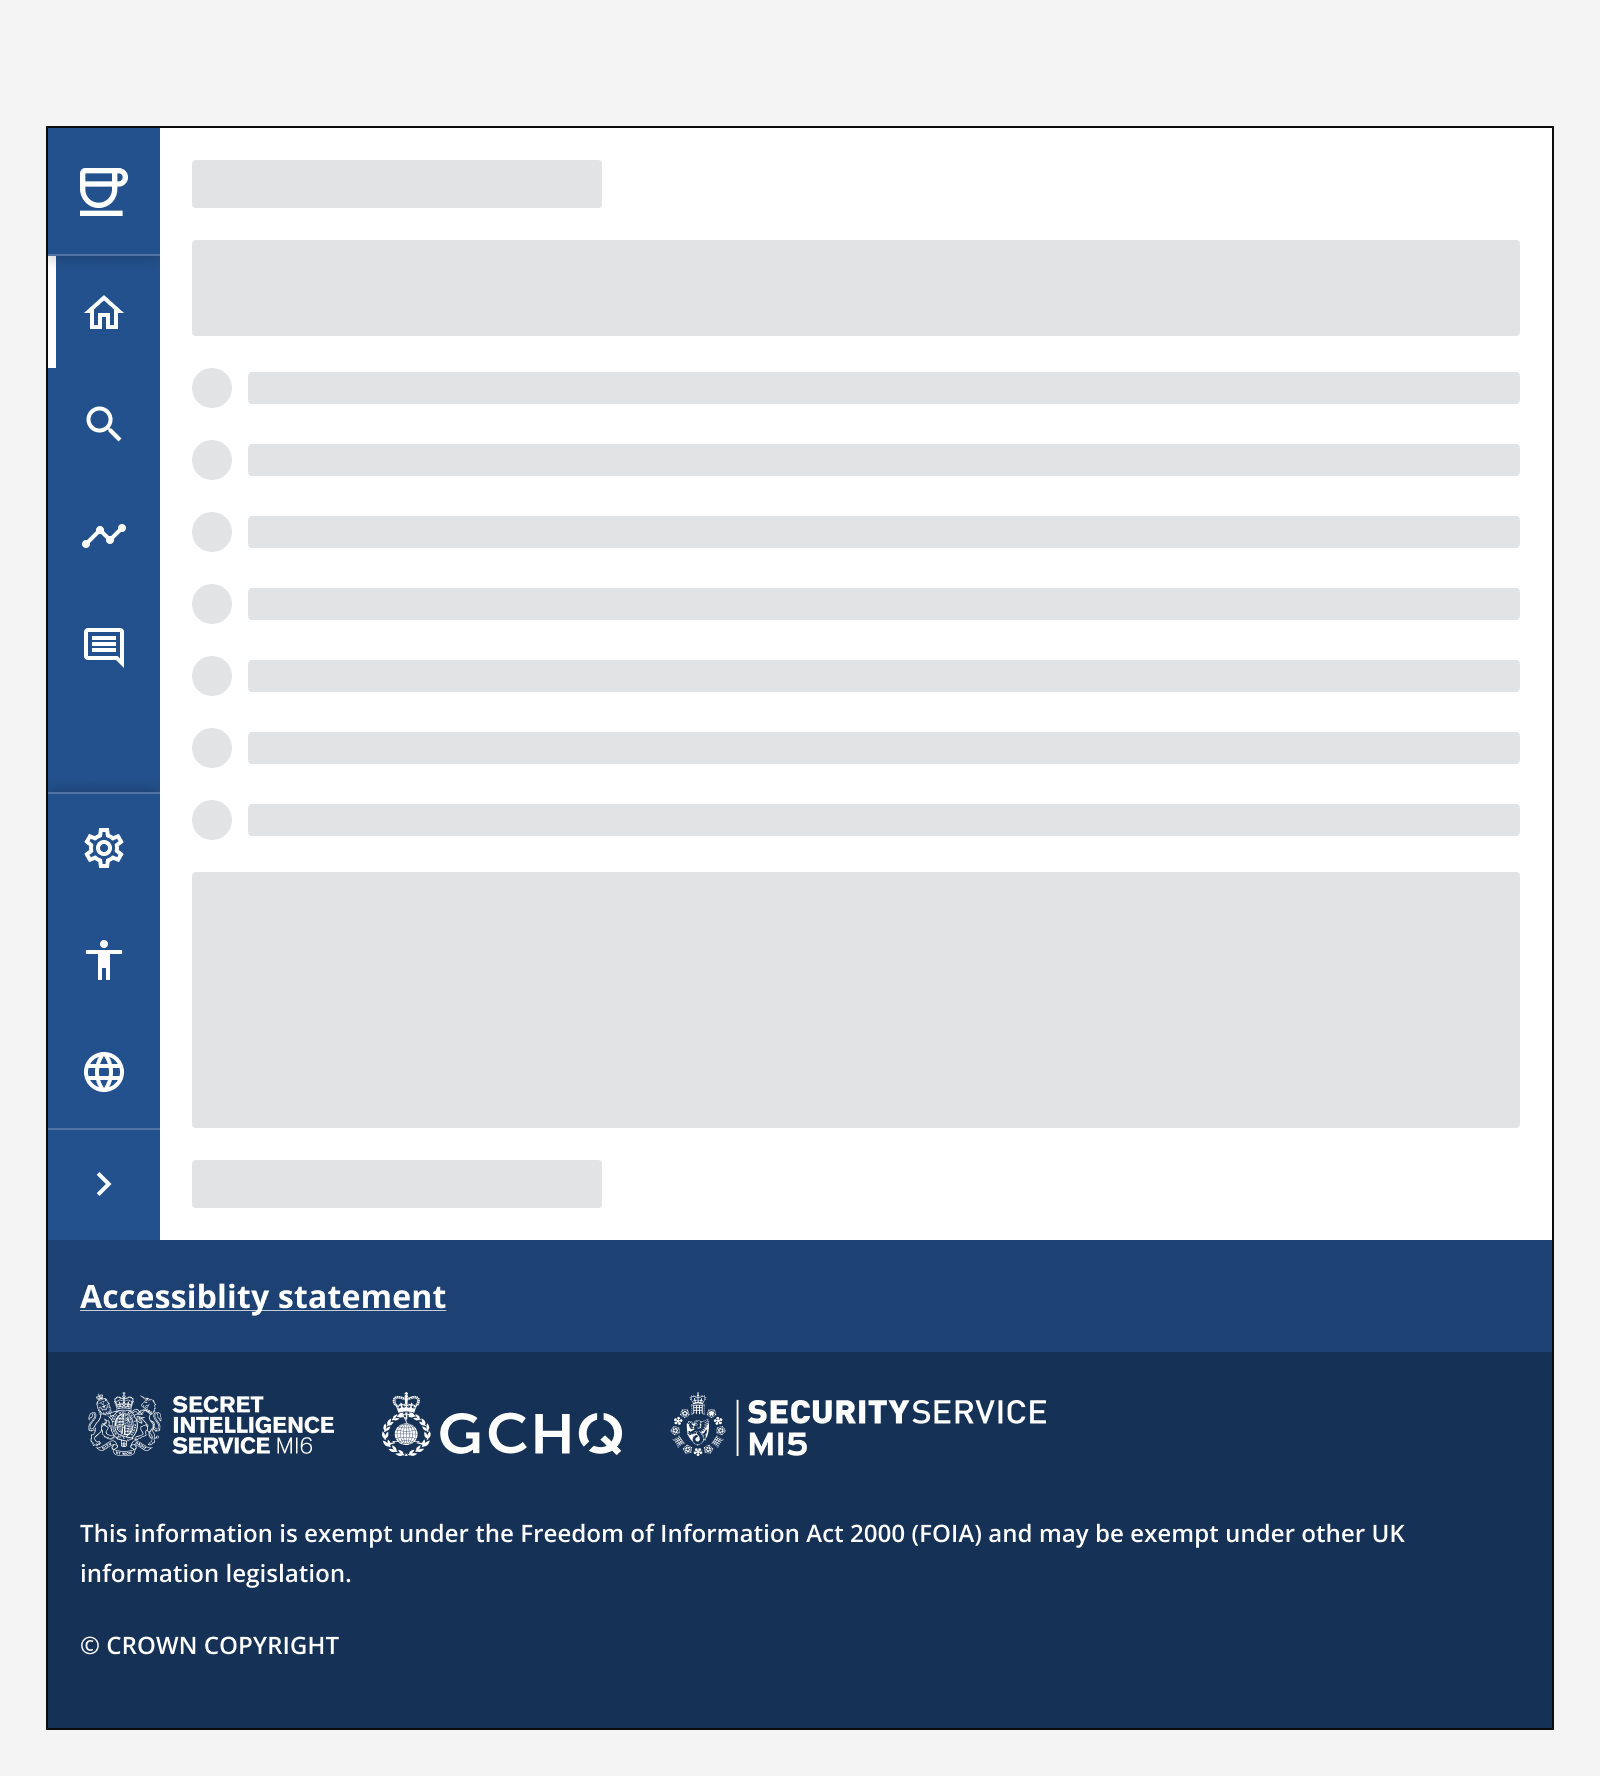 Accessiblity statement
SECRET
INTELLIGENCE
SERVICE MI6
GCHQ
SECURITYSERVICE
MI5
This information is exempt under the Freedom of Information Act 2000 (FOIA) and may be exempt under other UK
information legislation.
© CROWN COPYRIGHT